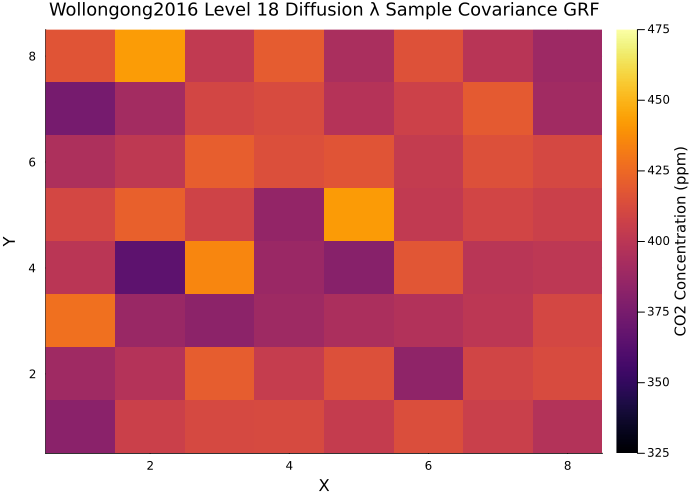 Wollongong2016 Level 18 Diffusion λ Sample Covariance GRF
8
6
4
2
Y
2 4 6 8
X
475
450
425
400
375
350
325
CO2 Concentration (ppm)